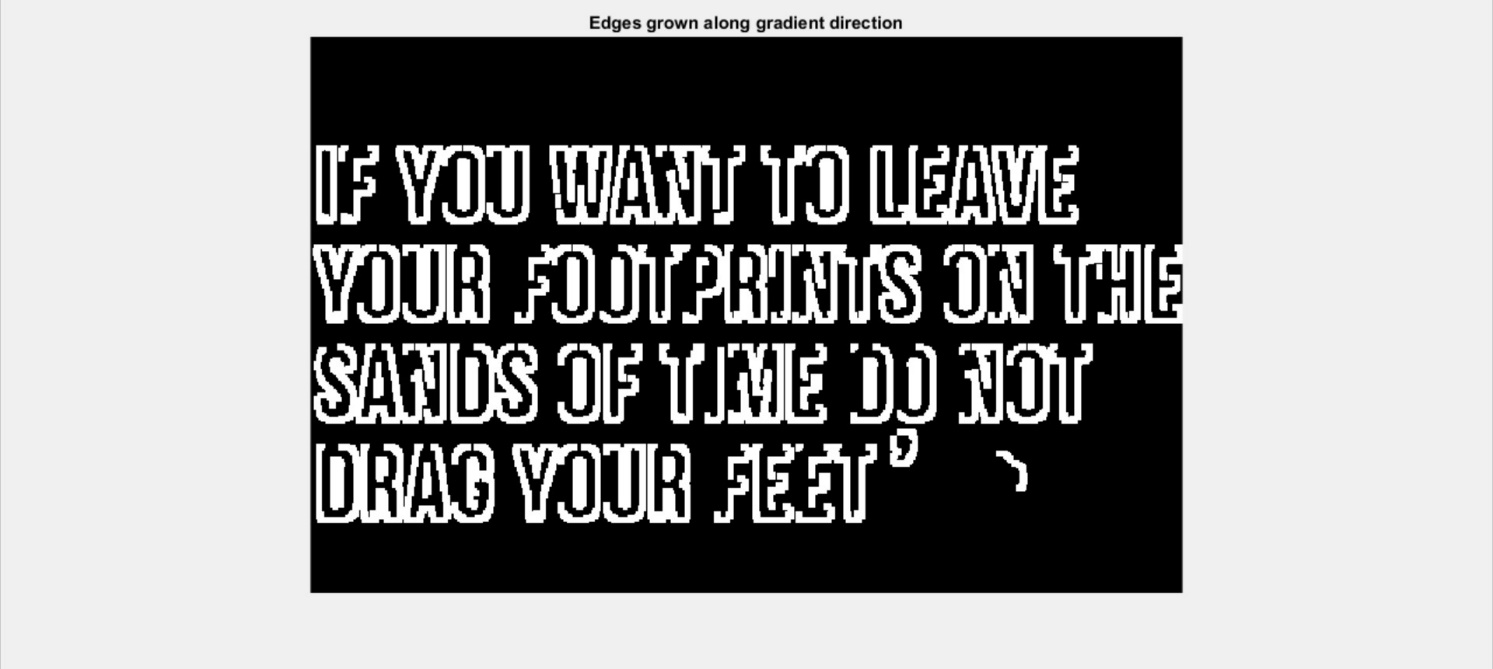 Edges grown along gradient direction
IF YOU WANT TO LEAVE
YOUR FOOTPRINTS ON THE
SANDS OF TIME DO NOT
DRAG YOUR FEET’